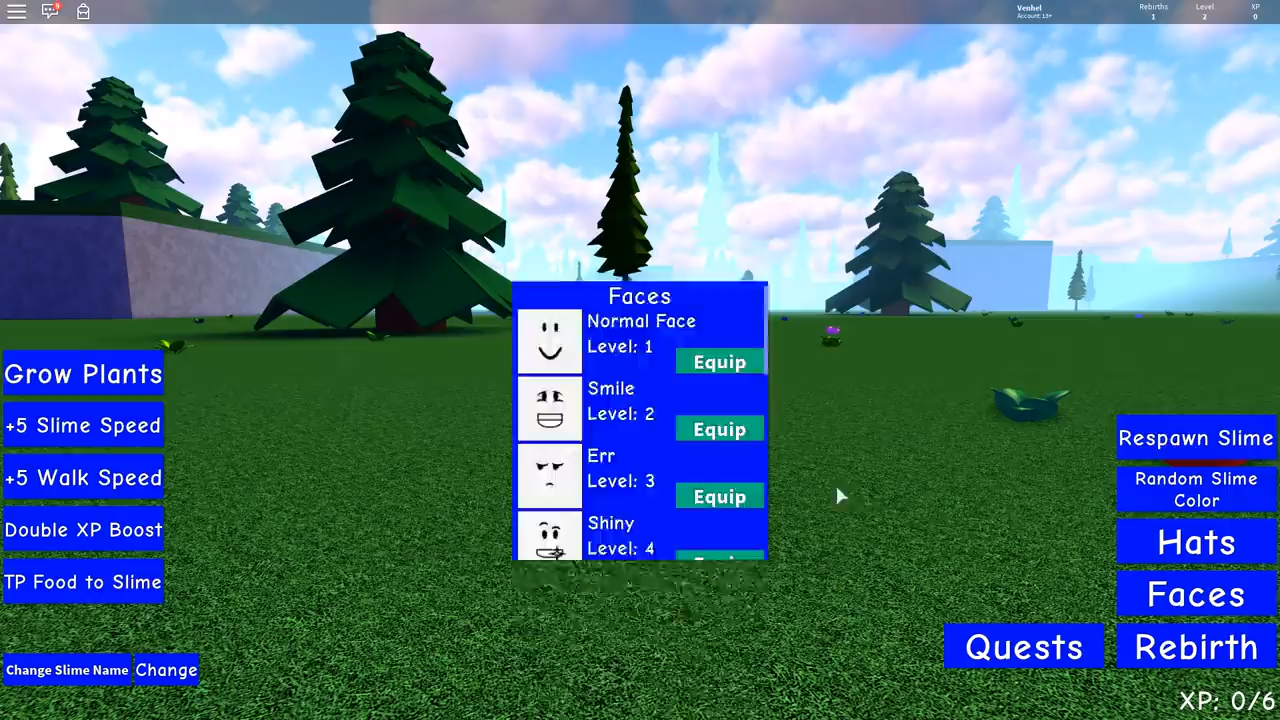 Venhel
Account: 13+
Rebirths
1
Level
2
XP
0
Faces
Normal Face
Level: 1
Equip
Smile
Level: 2
Equip
Err
Level: 3
Equip
Shiny
Level: 4
Grow Plants
+5 Slime Speed
+5 Walk Speed
Double XP Boost
TP Food to Slime
Change Slime Name
Change
Respawn Slime
Random Slime
Color
Hats
Faces
Quests
Rebirth
XP: 0/6